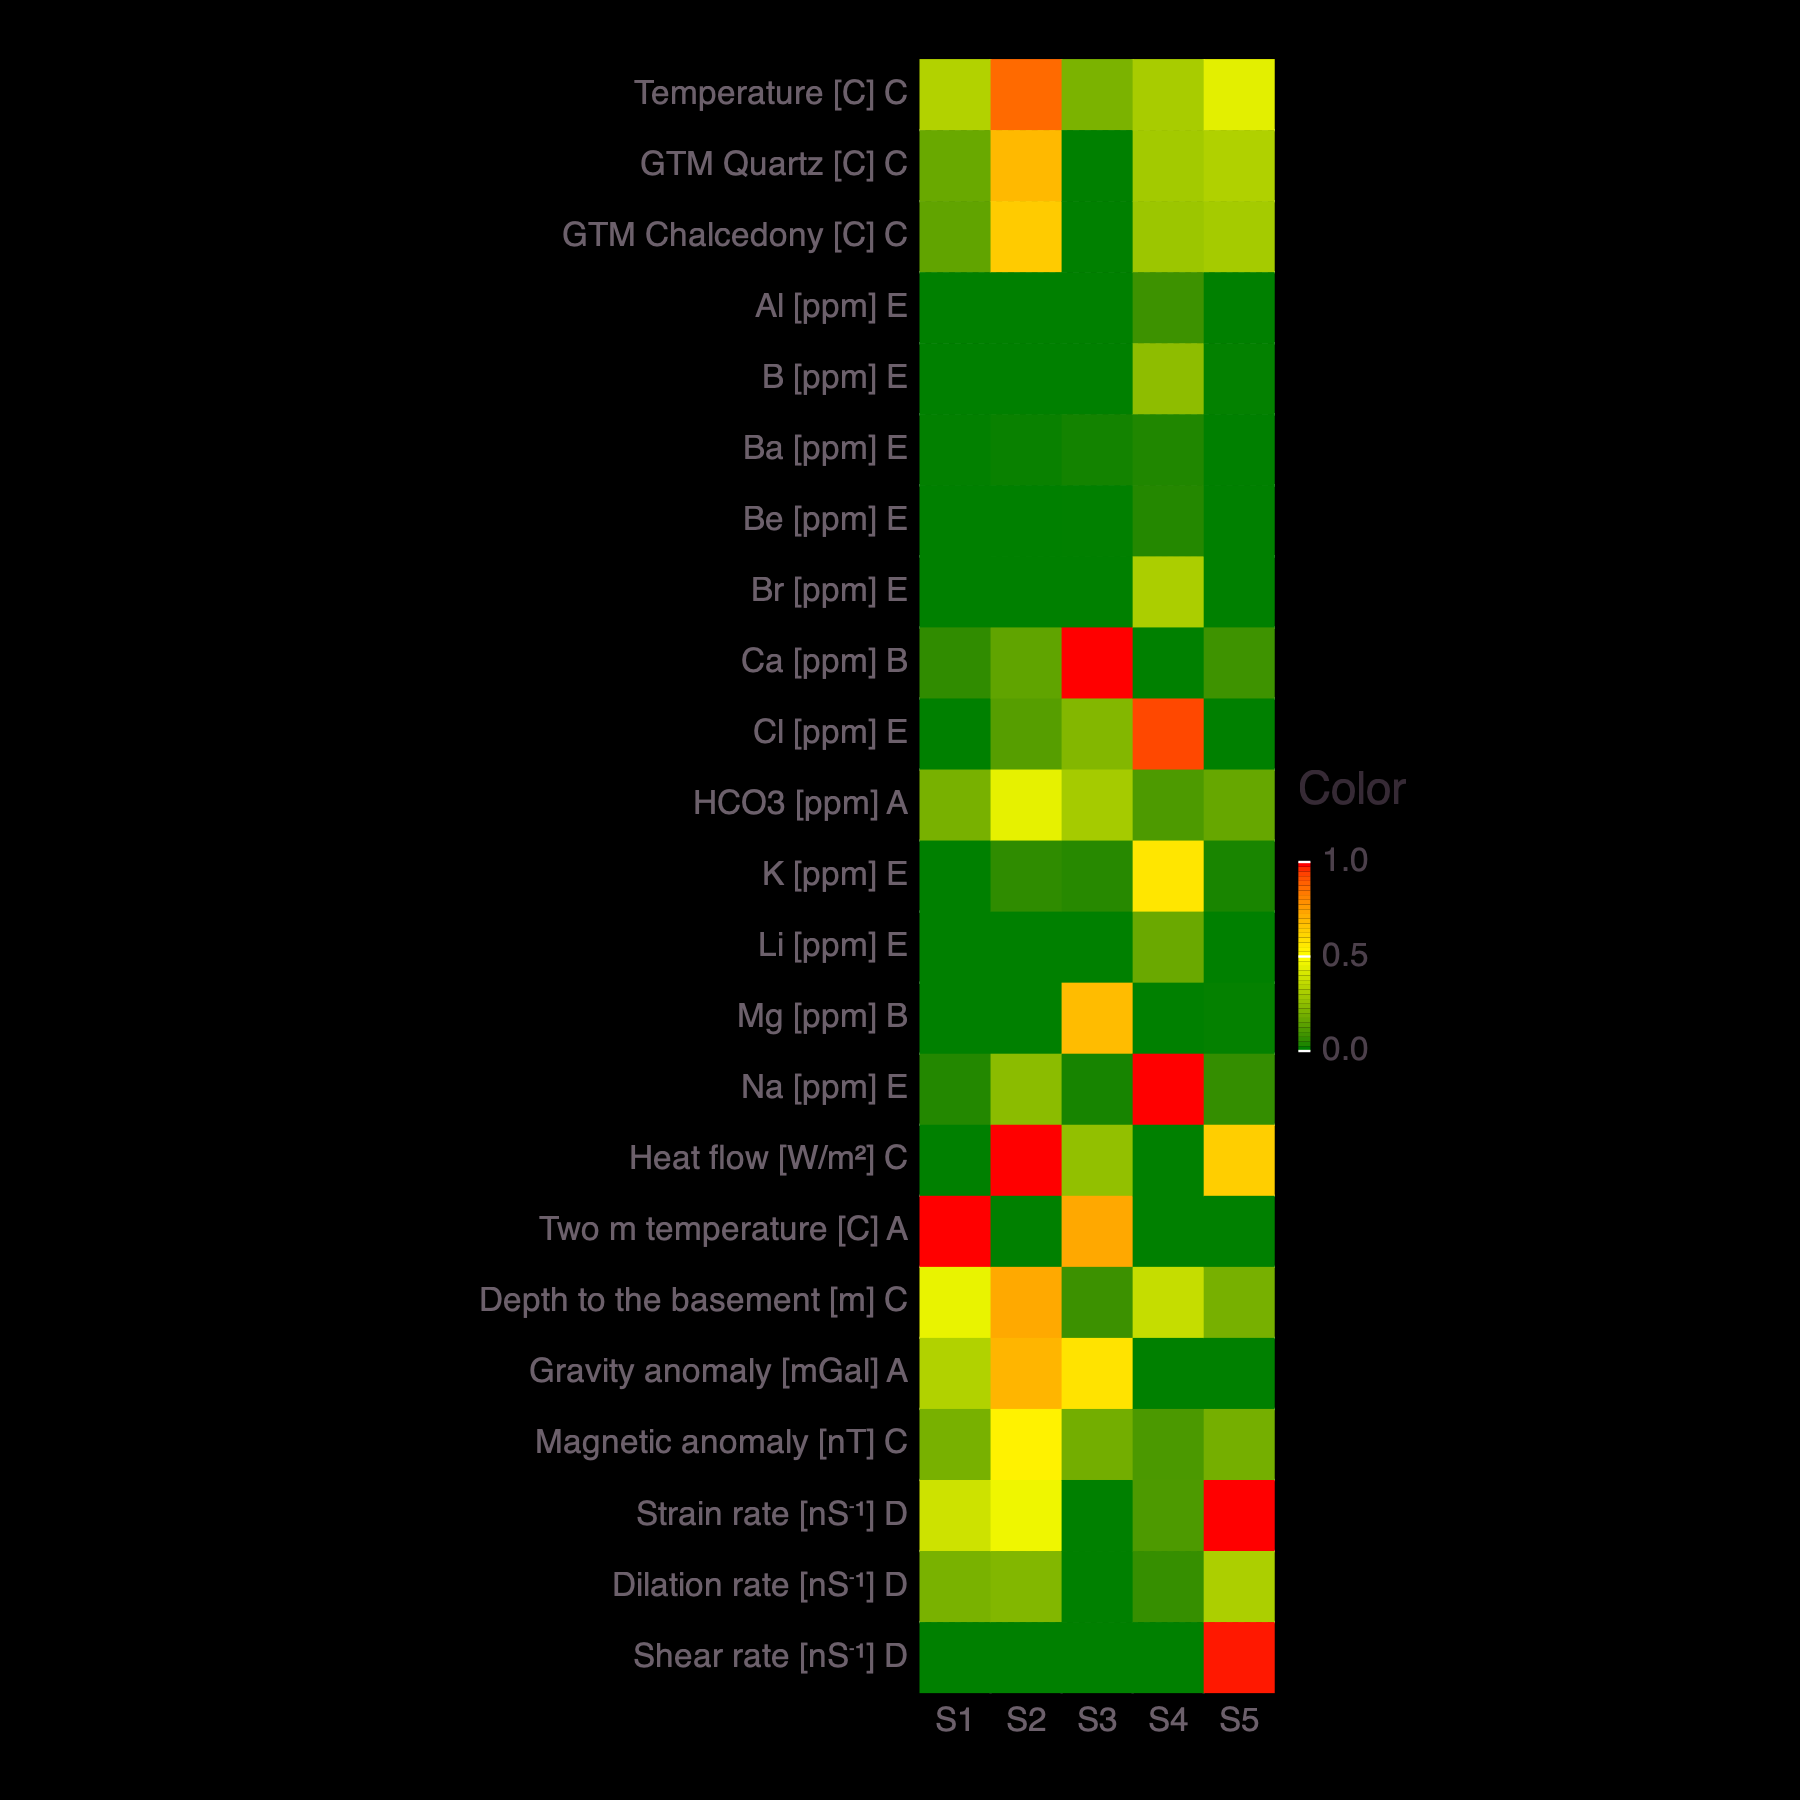 Temperature [C] C
GTM Quartz [C] C
GTM Chalcedony [C] C
Al [ppm] E
B [ppm] E
Ba [ppm] E
Be [ppm] E
Br [ppm] E
Ca [ppm] B
Cl [ppm] E
HCO3 [ppm] A
K [ppm] E
Li [ppm] E
Mg [ppm] B
Na [ppm] E
Heat flow [W/m²] C
Two m temperature [C] A
Depth to the basement [m] C
Gravity anomaly [mGal] A
Magnetic anomaly [nT] C
Strain rate [nS⁻¹] D
Dilation rate [nS⁻¹] D
Shear rate [nS⁻¹] D
S1 S2 S3 S4 S5
Color
1.0
0.5
0.0